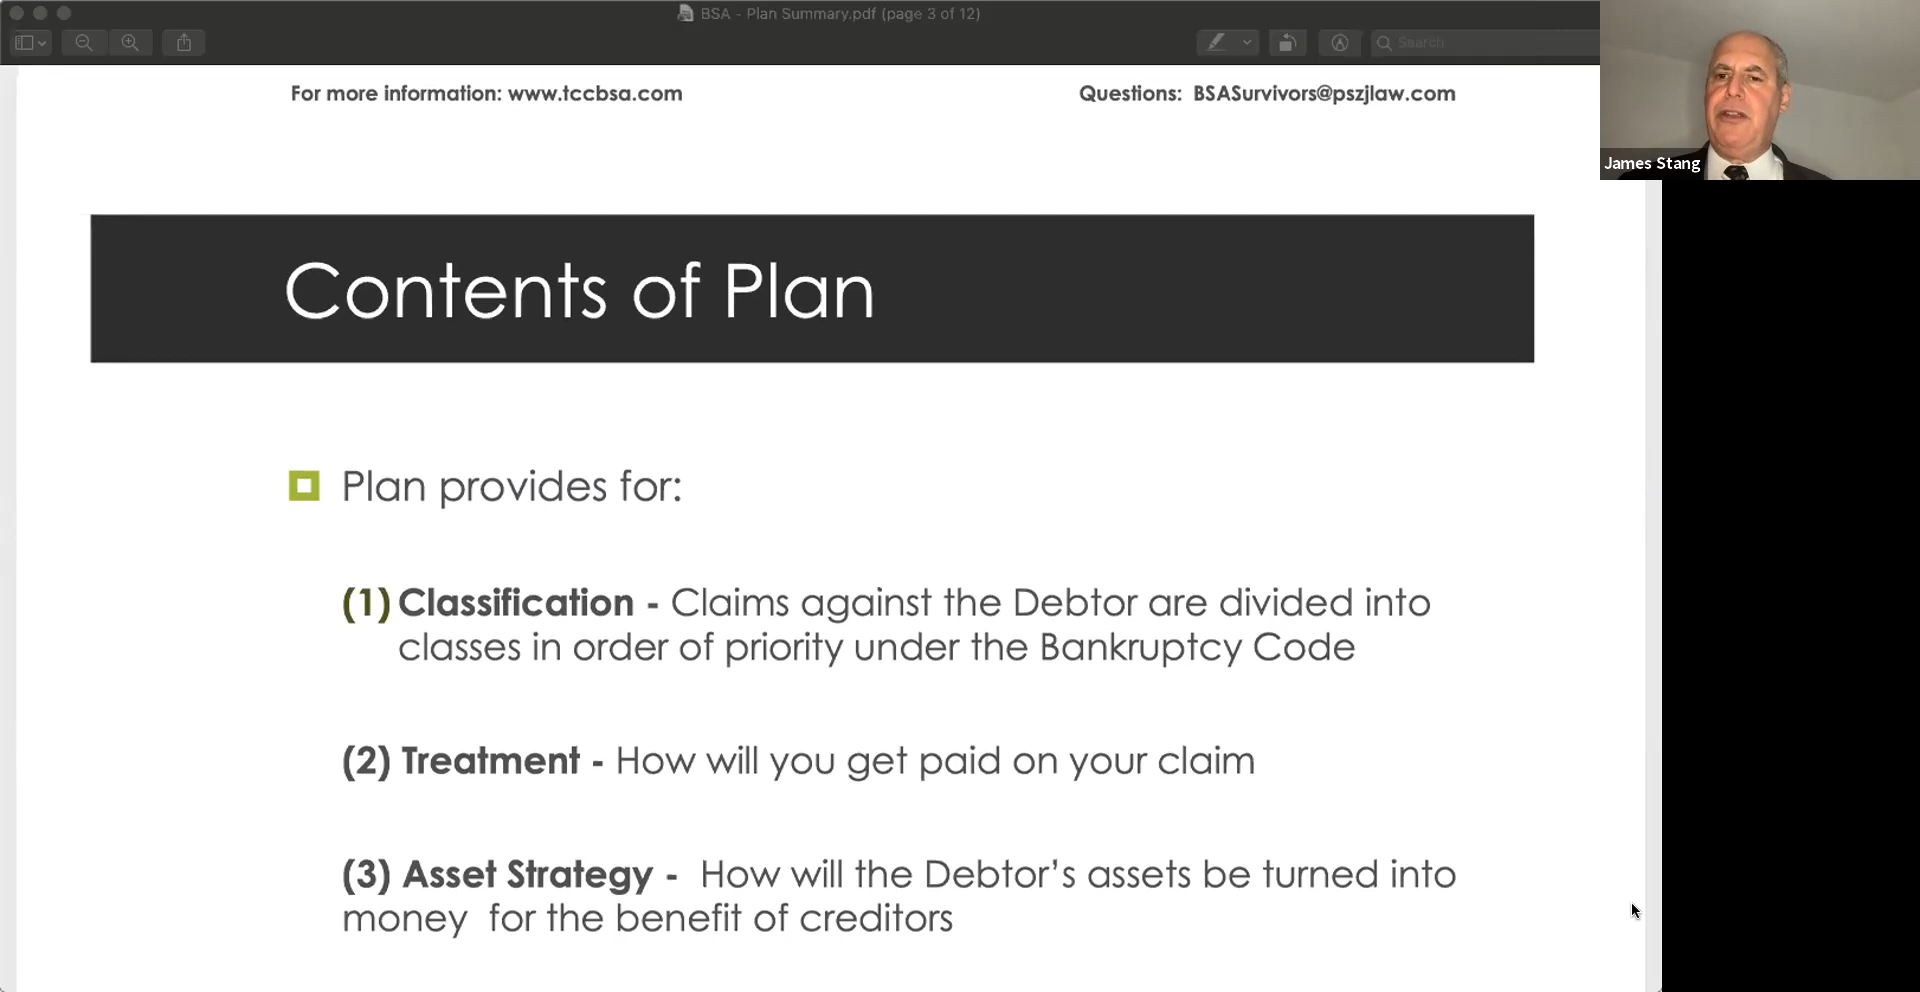 BSA - Plan Summary.pdf (page 3 of 12)
Search
For more information: www.tccbsa.com
Questions: BSASurvivors@pszjlaw.com
James Stang
Contents of Plan
Plan provides for:
(1) Classification - Claims against the Debtor are divided into
classes in order of priority under the Bankruptcy Code
(2) Treatment - How will you get paid on your claim
(3) Asset Strategy - How will the Debtor’s assets be turned into
money for the benefit of creditors